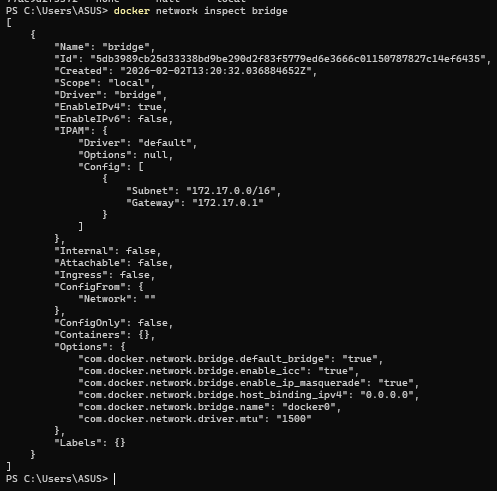 PS C:\Users\ASUS> docker network inspect bridge
[
    {
        "Name": "bridge",
        "Id": "5db3989cb25d33338bd9be290d2f83f5779ed6e3666c01150787827c14ef6435",
        "Created": "2026-02-02T13:20:32.036884652Z",
        "Scope": "local",
        "Driver": "bridge",
        "EnableIPv4": true,
        "EnableIPv6": false,
        "IPAM": {
            "Driver": "default",
            "Options": null,
            "Config": [
                {
                    "Subnet": "172.17.0.0/16",
                    "Gateway": "172.17.0.1"
                }
            ]
        },
        "Internal": false,
        "Attachable": false,
        "Ingress": false,
        "ConfigFrom": {
            "Network": ""
        },
        "ConfigOnly": false,
        "Containers": {},
        "Options": {
            "com.docker.network.bridge.default_bridge": "true",
            "com.docker.network.bridge.enable_icc": "true",
            "com.docker.network.bridge.enable_ip_masquerade": "true",
            "com.docker.network.bridge.host_binding_ipv4": "0.0.0.0",
            "com.docker.network.bridge.name": "docker0",
            "com.docker.network.driver.mtu": "1500"
        },
        "Labels": {}
    }
]
PS C:\Users\ASUS>